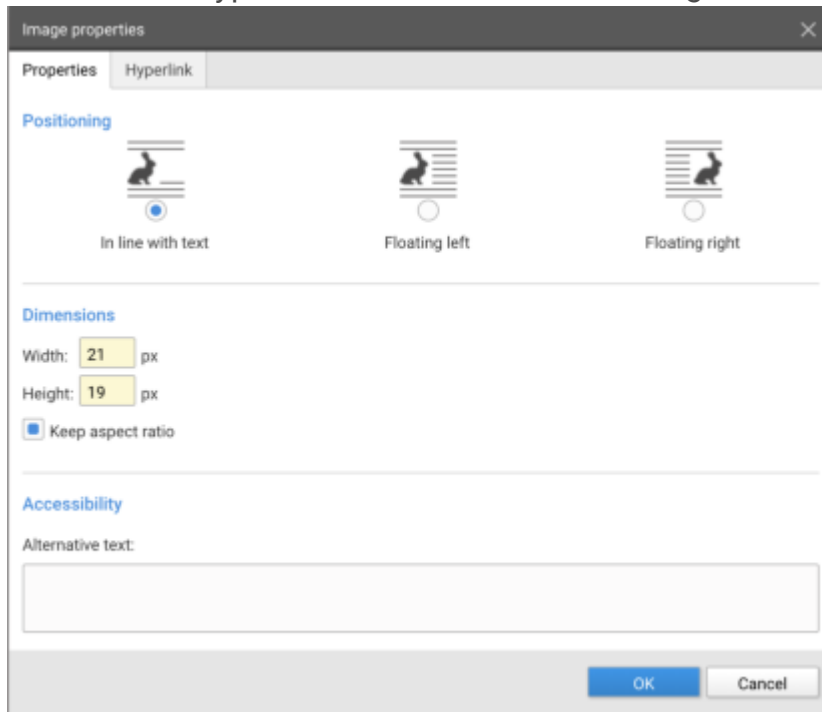 Image properties
Properties Hyperlink
Positioning
In line with text Floating left Floating right
Dimensions
Width: 21 px
Height: 19 px
Keep aspect ratio
Accessibility
Alternative text:
OK Cancel